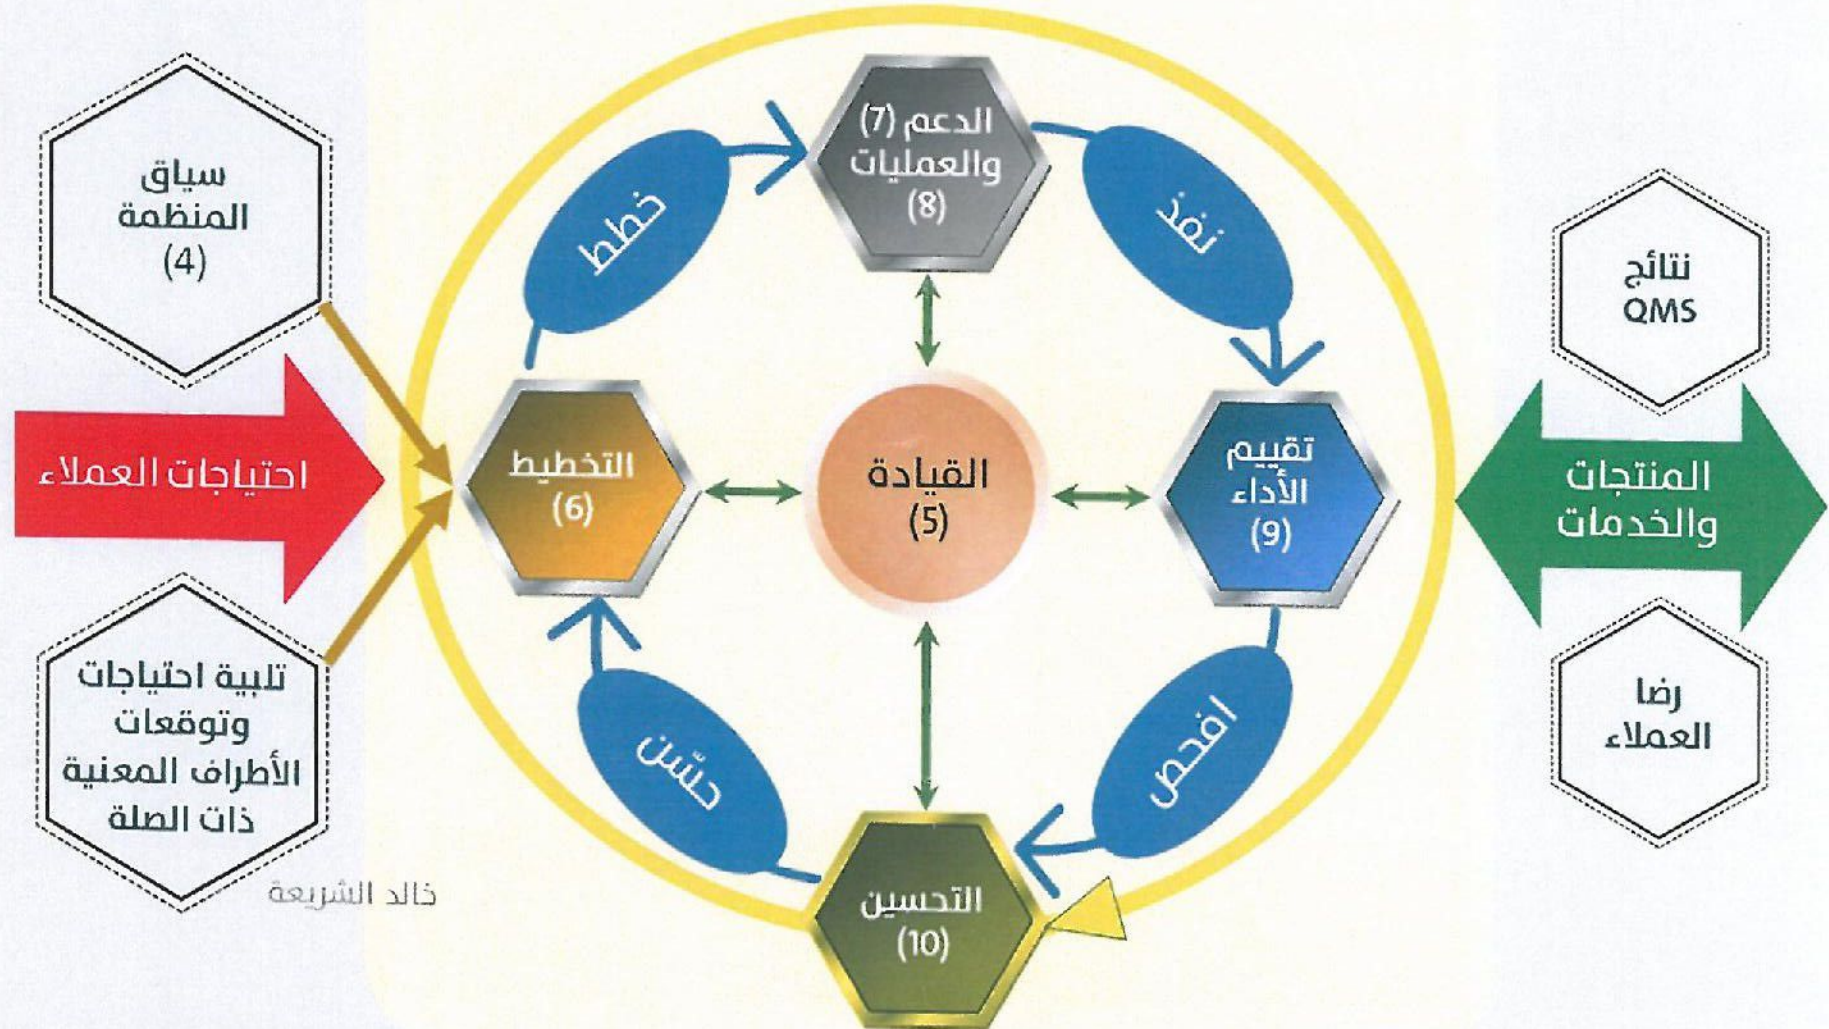 سياق
المنظمة
(4)
احتياجات العملاء
تلبية احتياجات
وتوقعات
الأطراف المعنية
ذات الصلة
خالد الشريعة
خطط
الدعم (7)
والعمليات
(8)
نفذ
التخطيط
(6)
القيادة
(5)
تقييم
الأداء
(9)
حسّن
افحص
التحسين
(10)
نتائج
QMS
المنتجات
والخدمات
رضا
العملاء